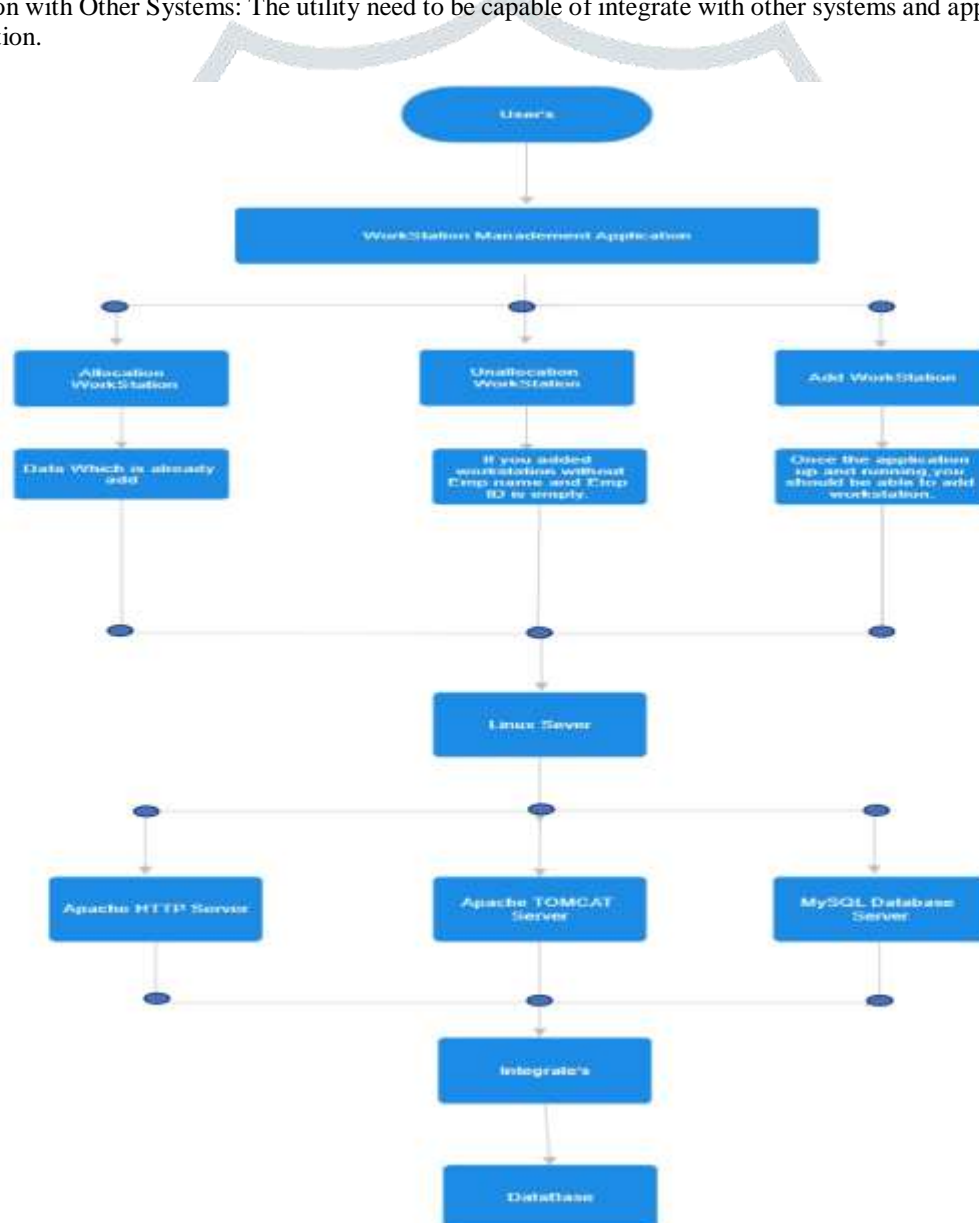 on with Other Systems: The utility need to be capable of integrate with other systems and app
ion.
User's
WorkStation Manadement Application
Allocation
WorkStation
Unallocation
WorkStation
Add WorkStation
Data Which is already
add
If you added
workstation without
Emp name and Emp
ID is empty.
Once the application
up and running,you
should be able to add
workstation.
Linux Sever
Apache HTTP Server
Apache TOMCAT
Server
MySQL Database
Server
Integrate's
DataBase